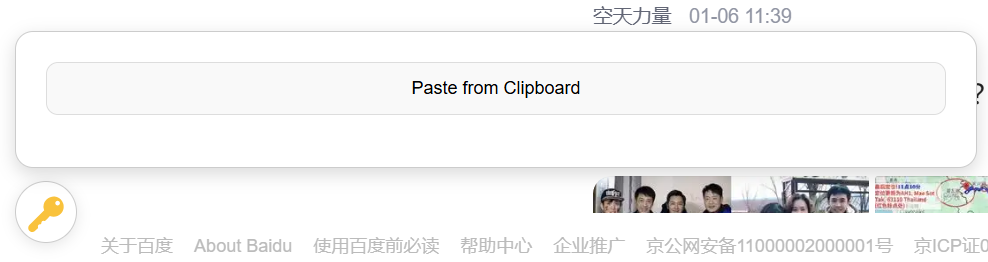 空天力量 01-06 11:39
Paste from Clipboard
?
关于百度 About Baidu 使用百度前必读 帮助中心 企业推广 京公网安备11000002000001号 京ICP证0